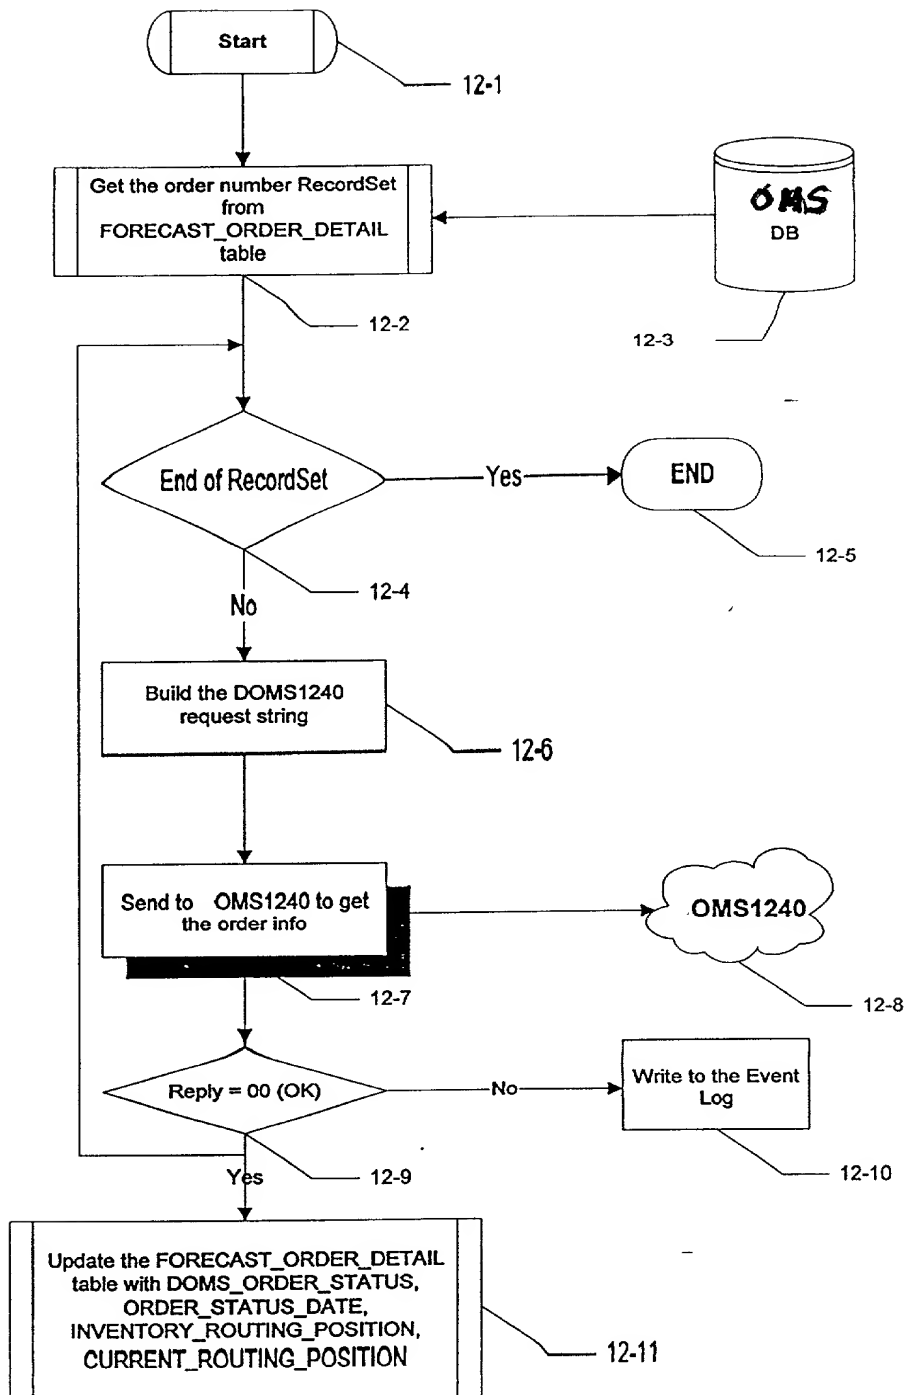 Start
12-1
Get the order number RecordSet
from
FORECAST_ORDER_DETAIL
table
OMS
DB
12-2
12-3
End of RecordSet
Yes
END
12-5
12-4
No
Build the DOMS1240
request string
12-6
Send to OMS1240 to get
the order info
OMS1240
12-7
12-8
Reply = 00 (OK)
No
Write to the Event
Log
12-9
12-10
Yes
Update the FORECAST_ORDER_DETAIL
table with DOMS_ORDER_STATUS,
ORDER_STATUS_DATE,
INVENTORY_ROUTING_POSITION,
CURRENT_ROUTING_POSITION
12-11